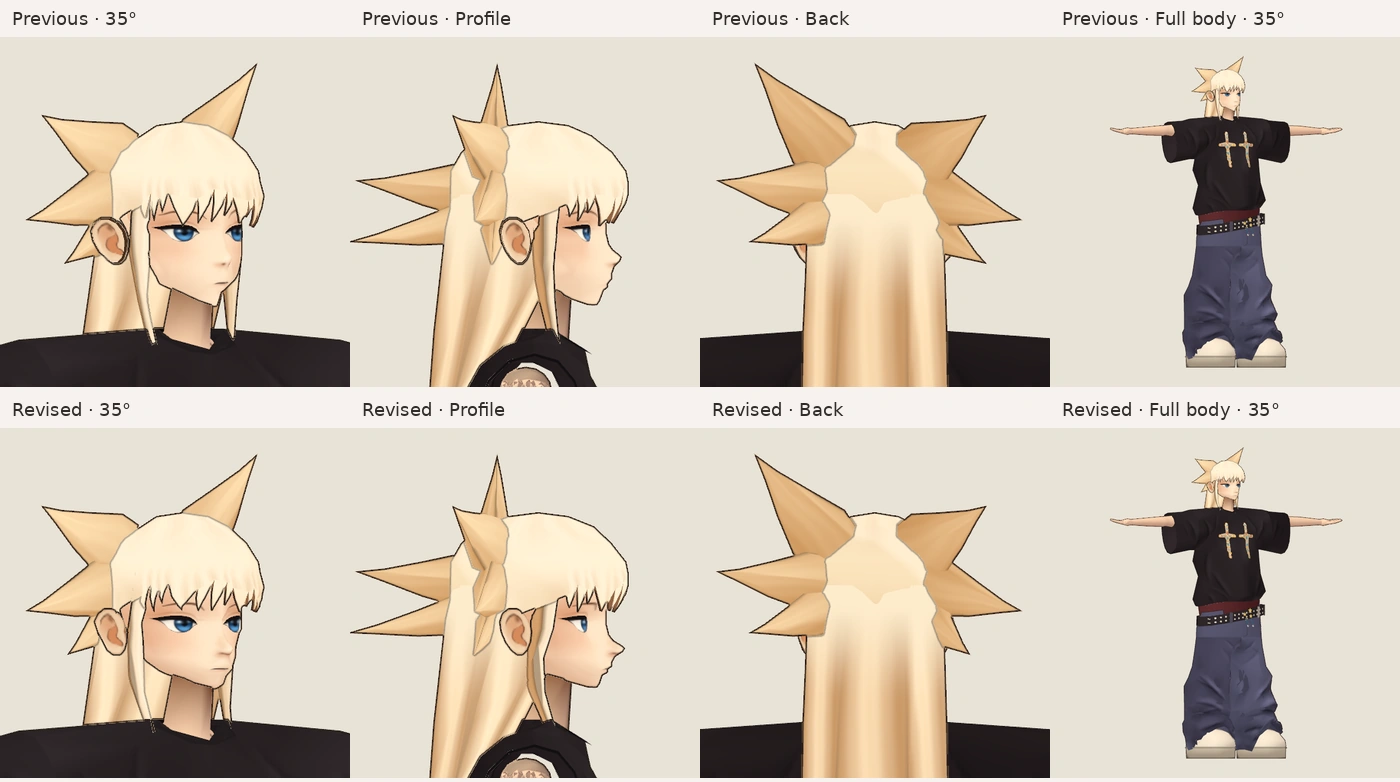 Previous · 35°
Previous · Profile
Previous · Back
Previous · Full body · 35°
Revised · 35°
Revised · Profile
Revised · Back
Revised · Full body · 35°